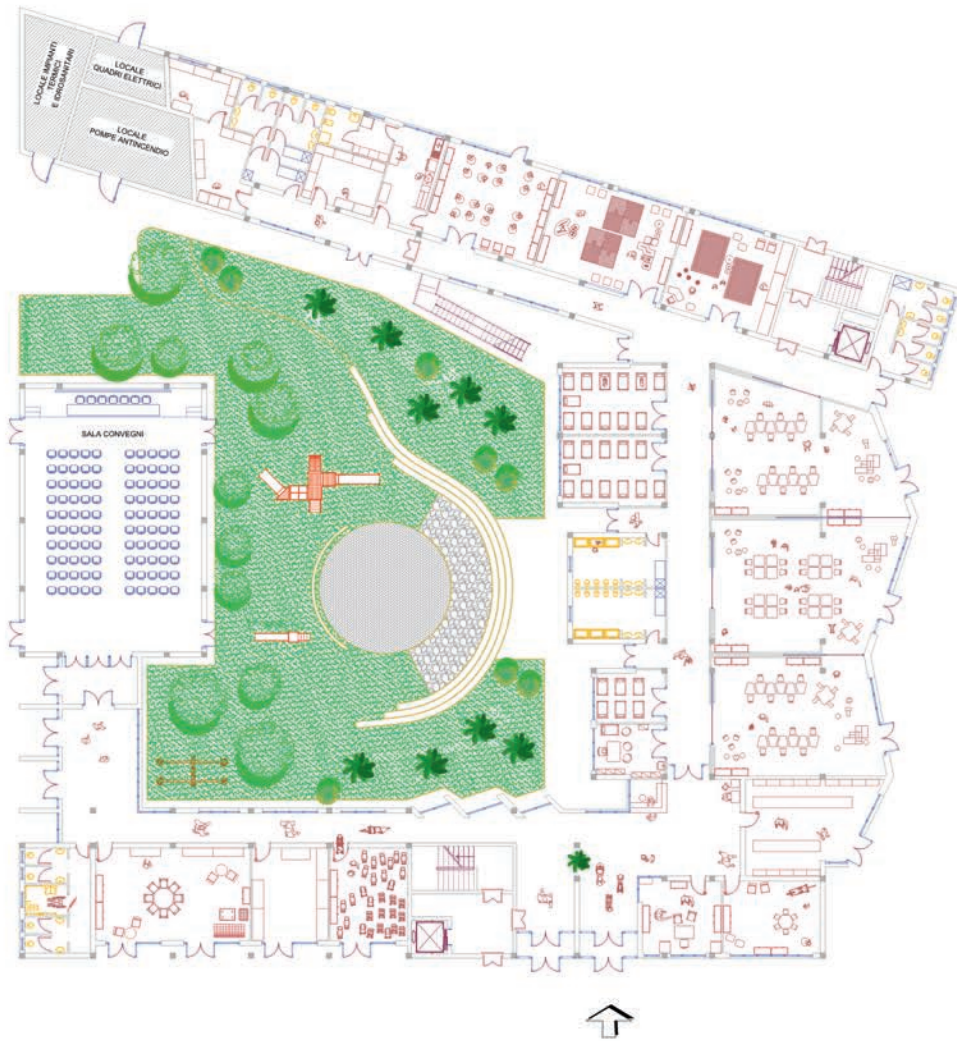 LOCALE IMPIANTI
TERMICI
E IDROSANITARI
LOCALE
QUADRI ELETTRICI
LOCALE
POMPE ANTINCENDIO
SALA CONVEGNI